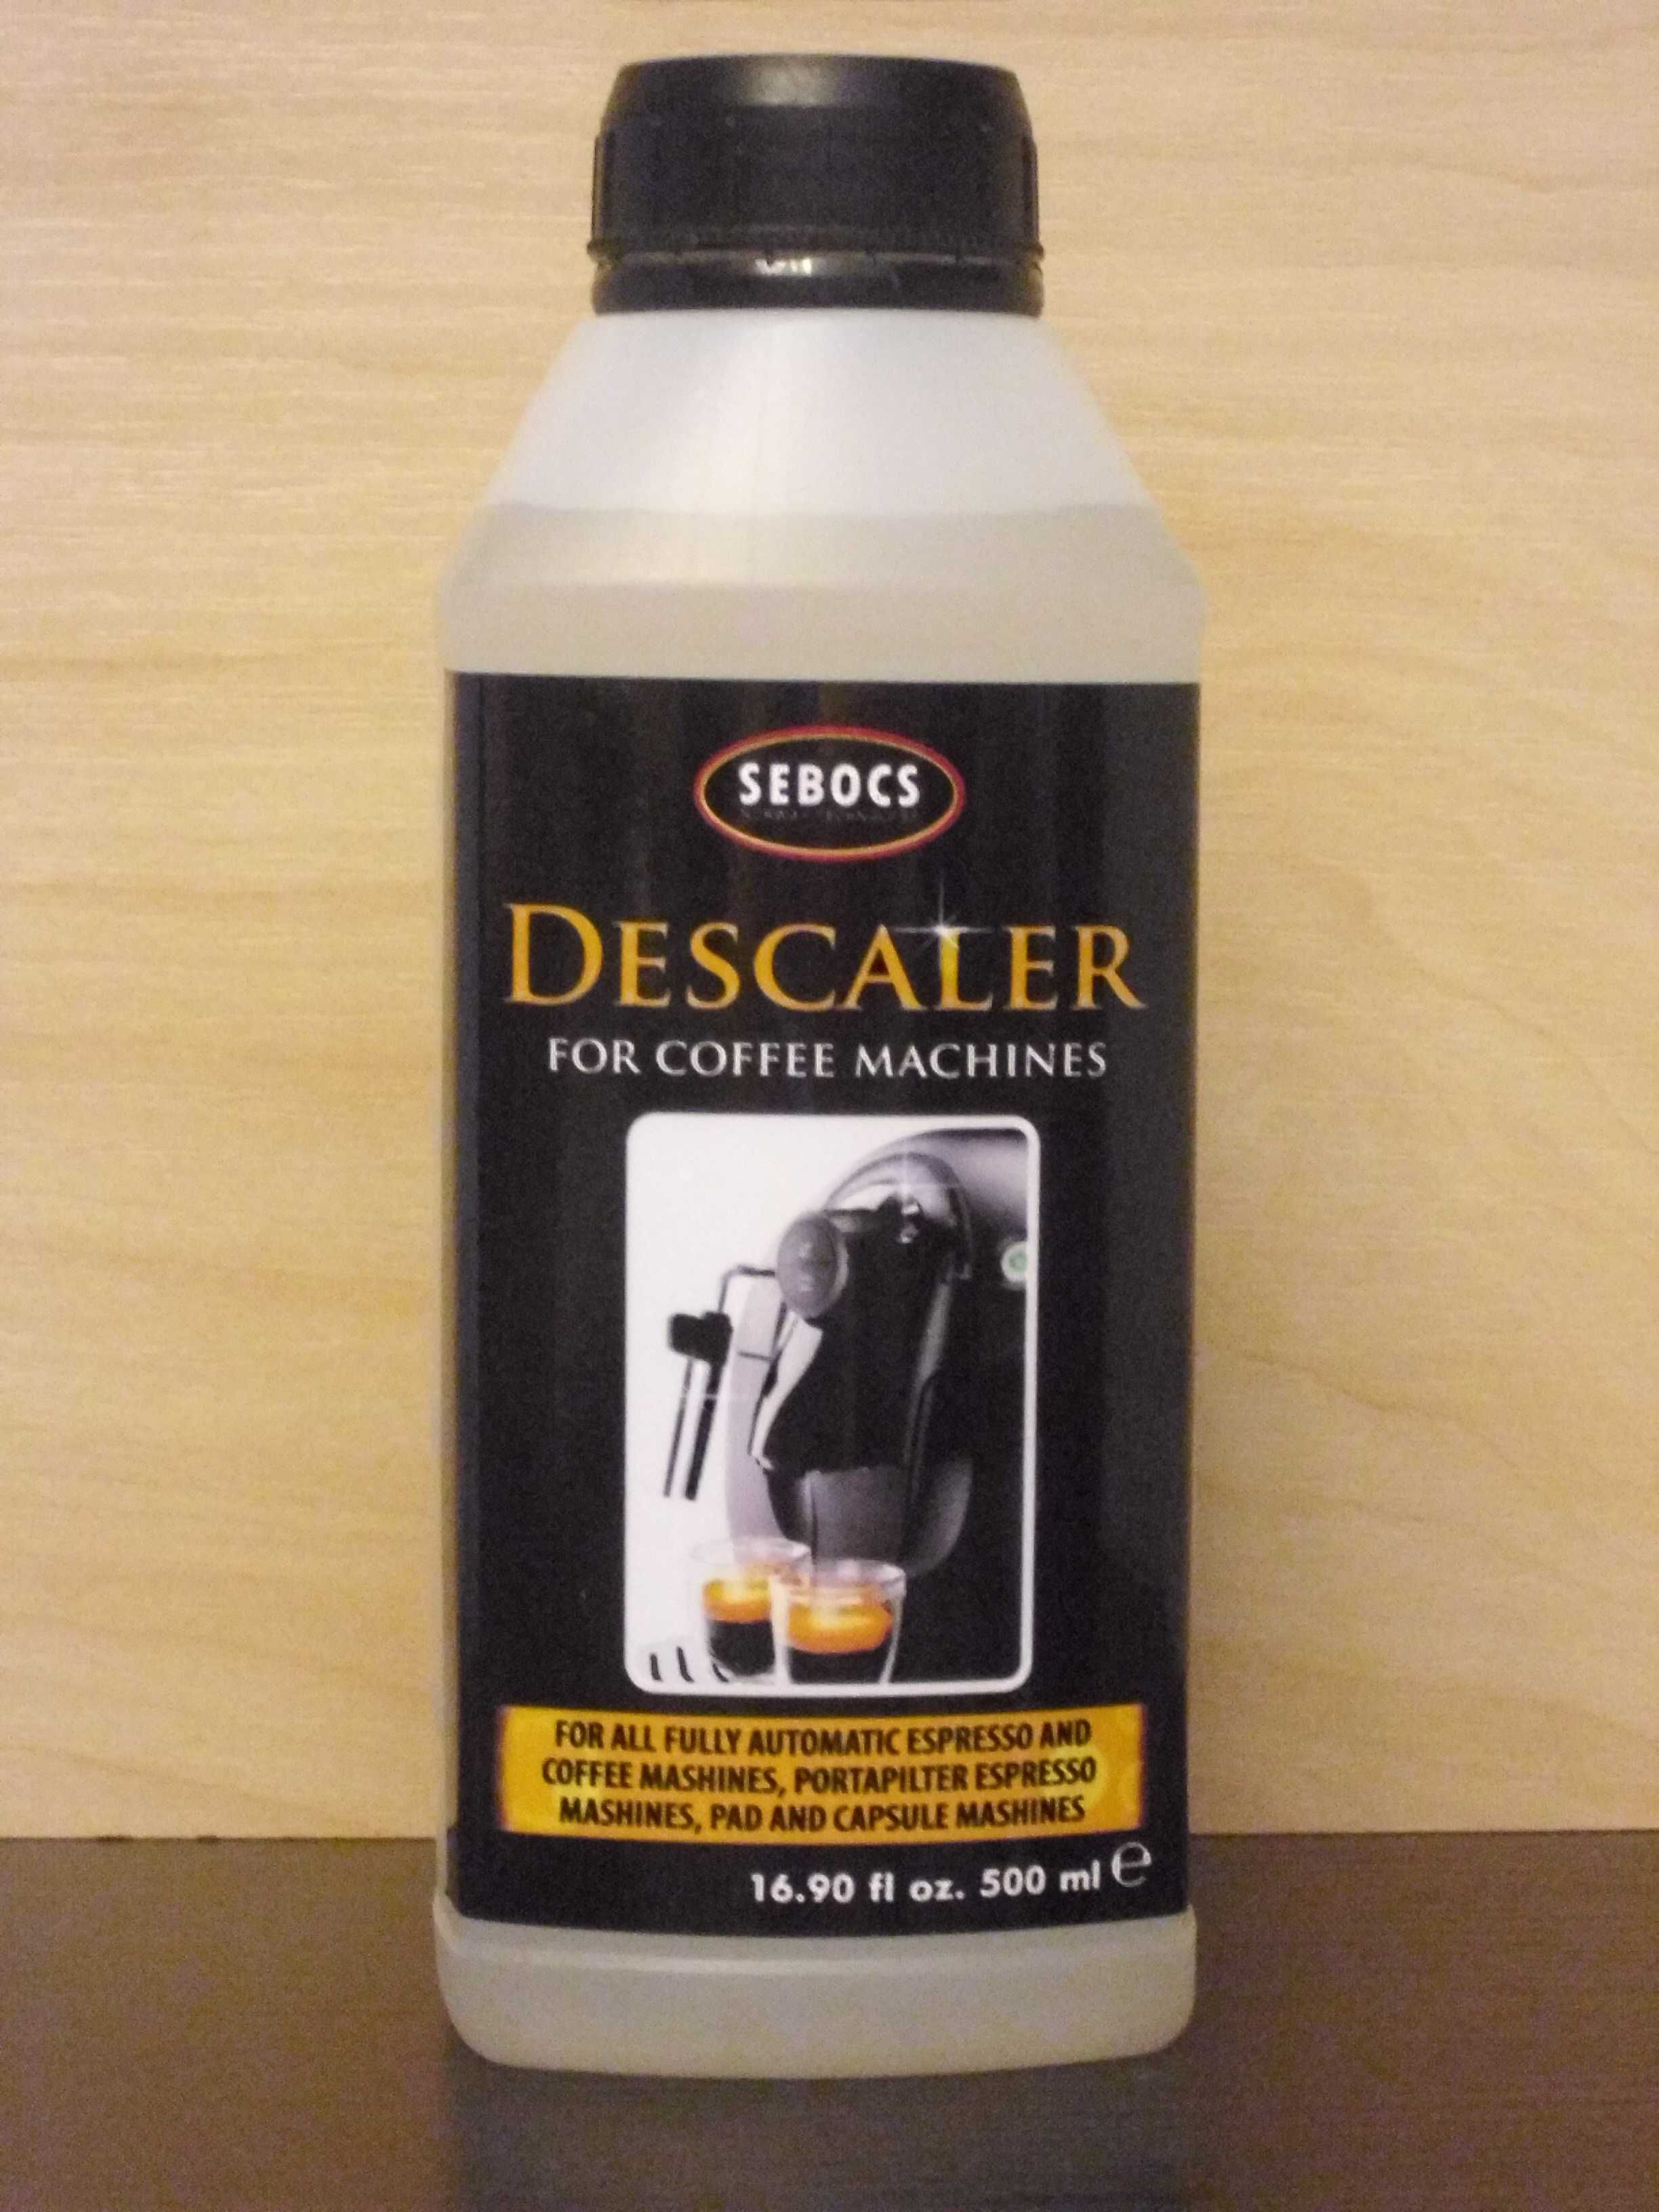 SEBOCS
DESCALER
FOR COFFEE MACHINES
FOR ALL FULLY AUTOMATIC ESPRESSO AND
COFFEE MASHINES, PORTAPILTER ESPRESSO
MASHINES, PAD AND CAPSULE MASHINES
16.90 fl oz. 500 ml ℮